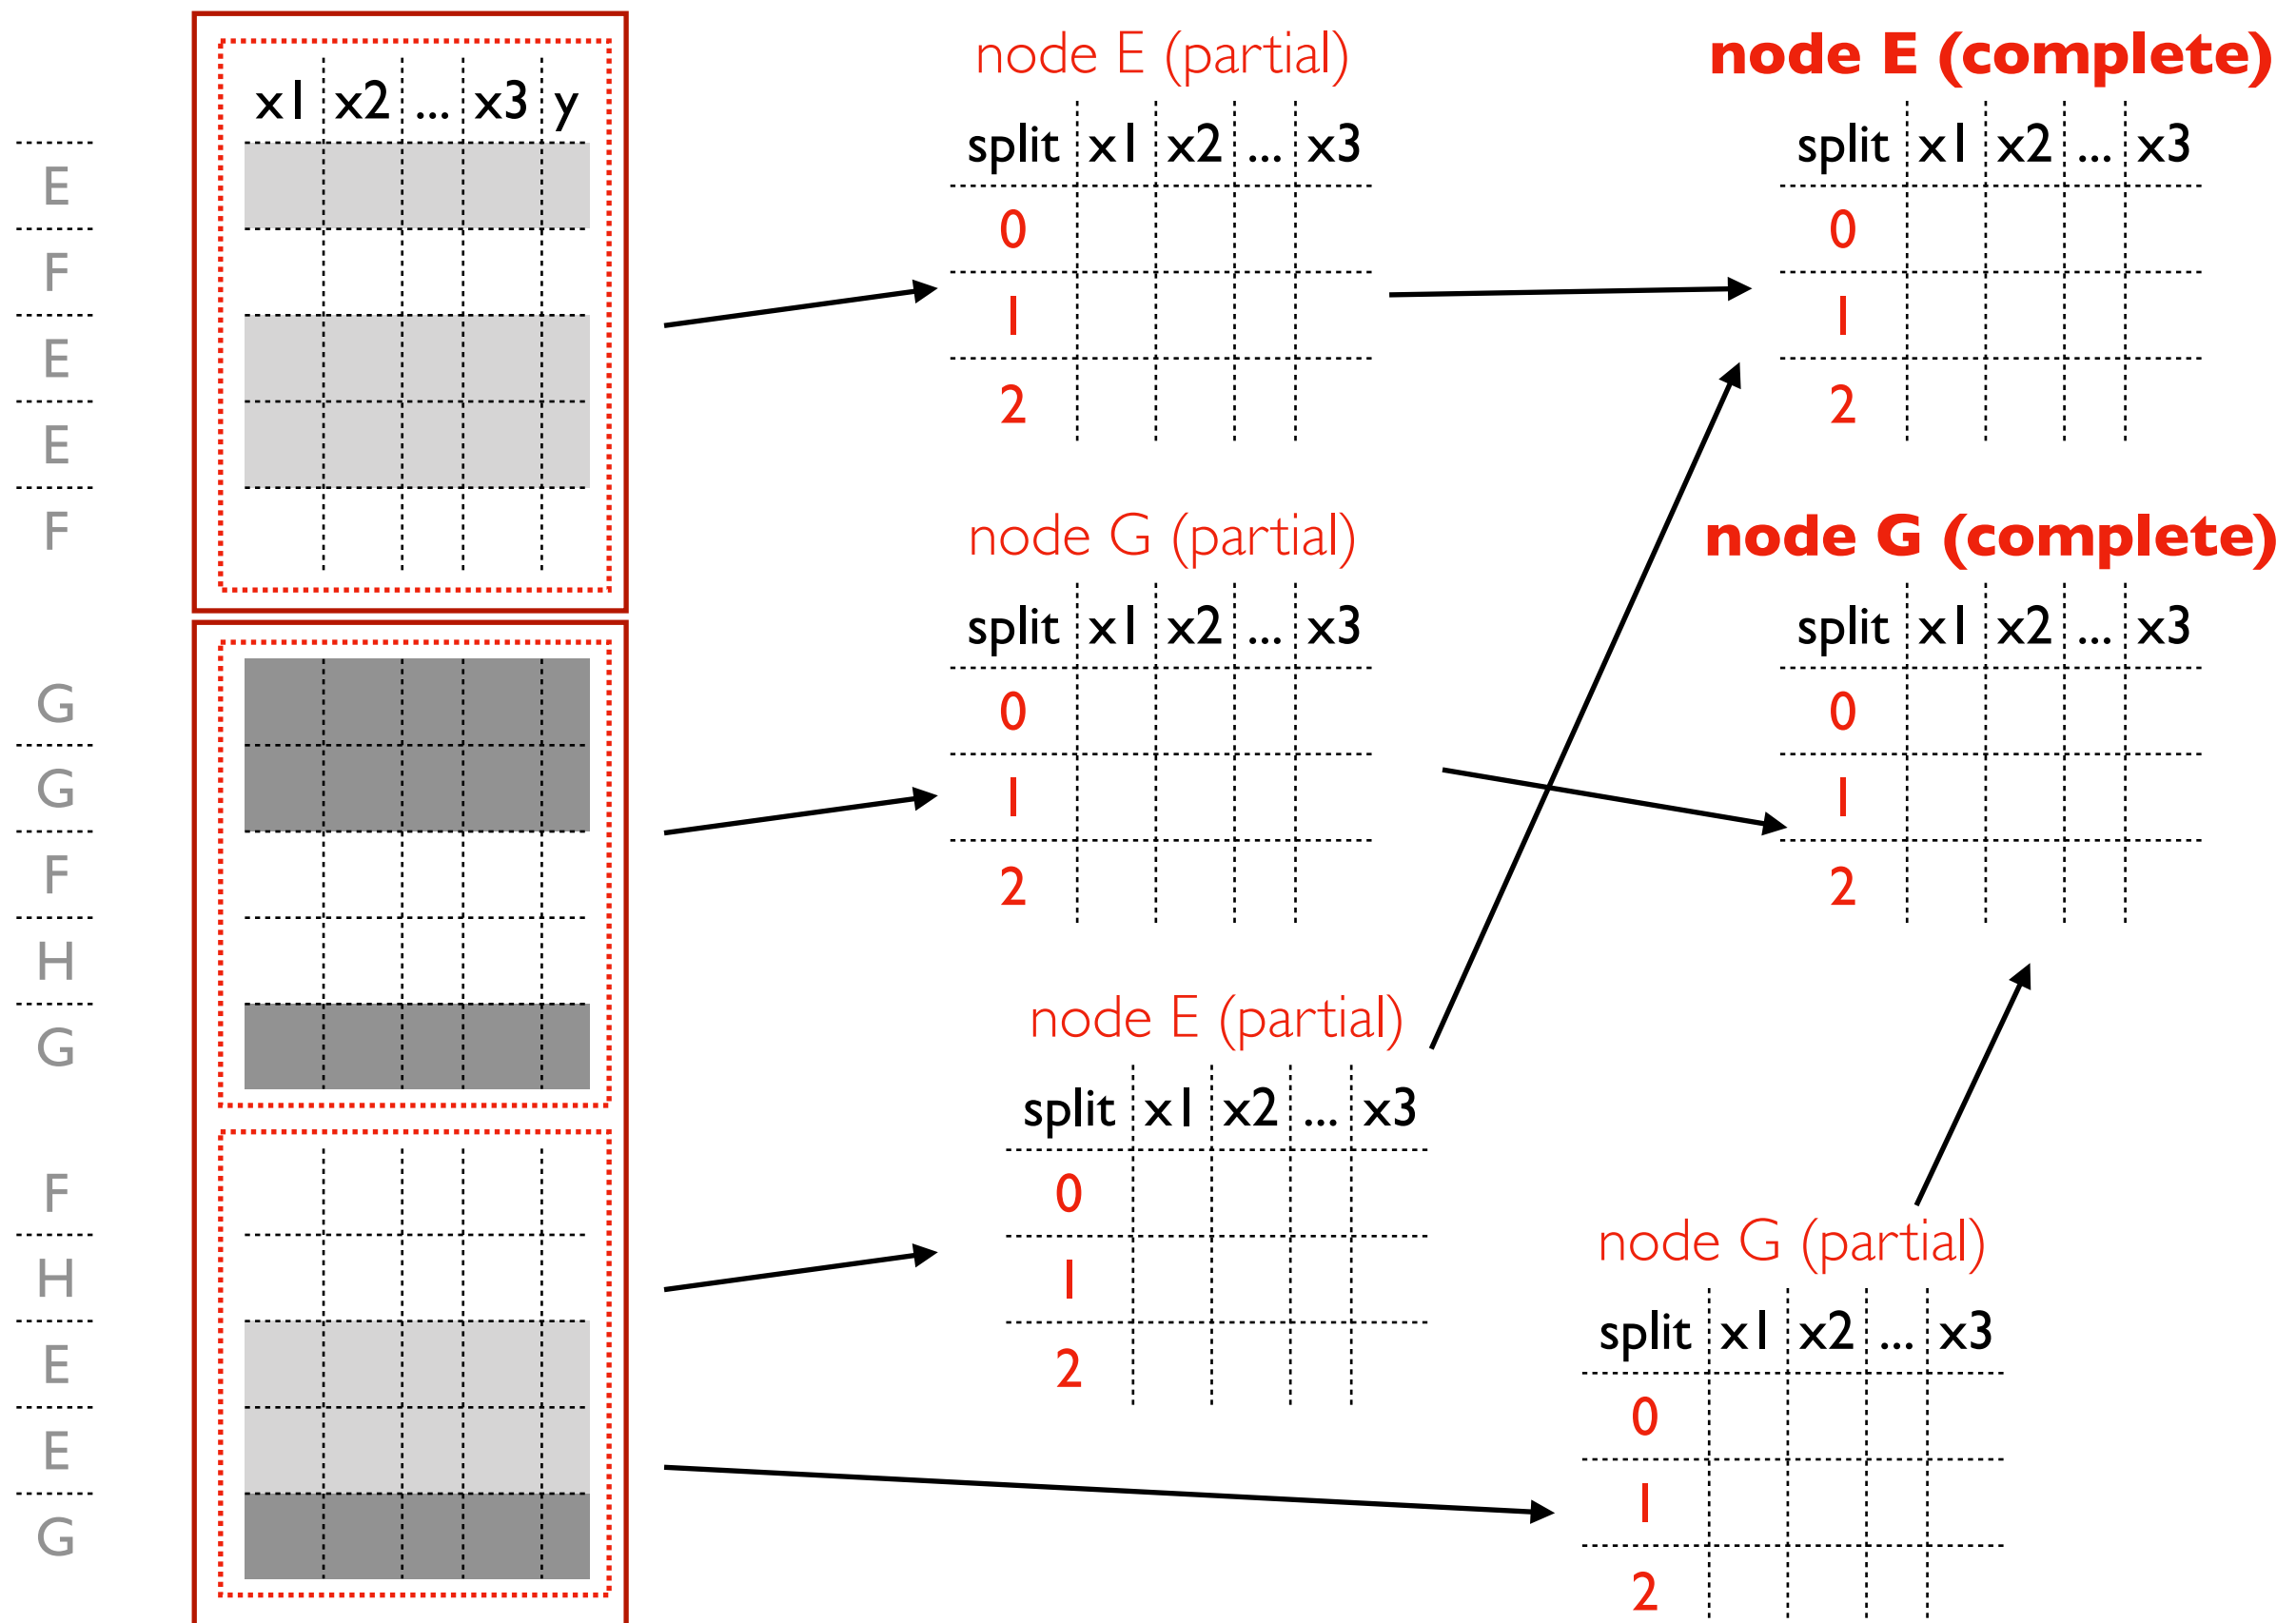 x1 x2 ... x3 y
E
F
E
E
F
G
G
F
H
G
F
H
E
E
G
node E (partial)
split x1 x2 ... x3
0
1
2
node G (partial)
split x1 x2 ... x3
0
1
2
node E (partial)
split x1 x2 ... x3
0
1
2
node G (partial)
split x1 x2 ... x3
0
1
2
node E (complete)
split x1 x2 ... x3
0
1
2
node G (complete)
split x1 x2 ... x3
0
1
2